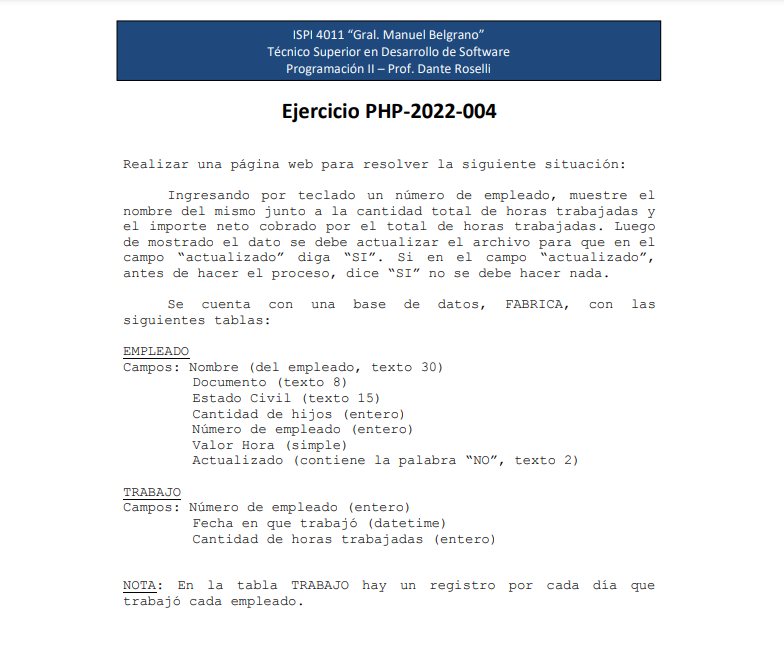 ISPI 4011 “Gral. Manuel Belgrano”
Técnico Superior en Desarrollo de Software
Programación II – Prof. Dante Roselli
Ejercicio PHP-2022-004
Realizar una página web para resolver la siguiente situación:
Ingresando por teclado un número de empleado, muestre el
nombre del mismo junto a la cantidad total de horas trabajadas y
el importe neto cobrado por el total de horas trabajadas. Luego
de mostrado el dato se debe actualizar el archivo para que en el
campo “actualizado” diga “SI”. Si en el campo “actualizado”,
antes de hacer el proceso, dice “SI” no se debe hacer nada.
Se cuenta con una base de datos, FABRICA, con las
siguientes tablas:
EMPLEADO
Campos: Nombre (del empleado, texto 30)
Documento (texto 8)
Estado Civil (texto 15)
Cantidad de hijos (entero)
Número de empleado (entero)
Valor Hora (simple)
Actualizado (contiene la palabra “NO”, texto 2)
TRABAJO
Campos: Número de empleado (entero)
Fecha en que trabajó (datetime)
Cantidad de horas trabajadas (entero)
NOTA: En la tabla TRABAJO hay un registro por cada día que
trabajó cada empleado.